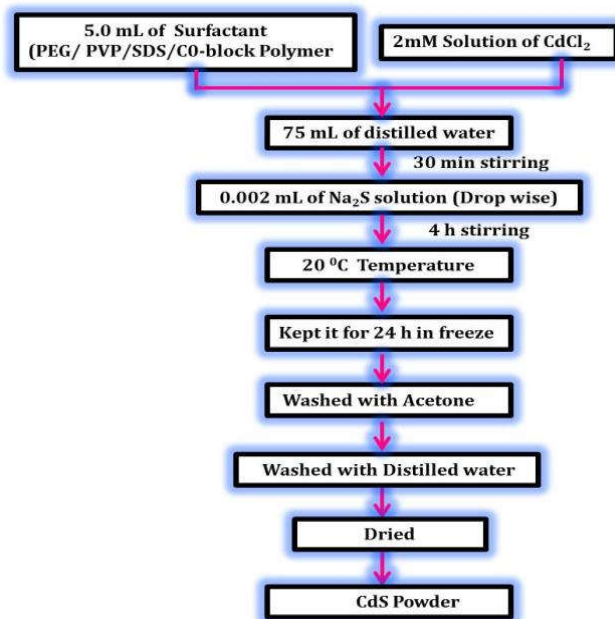 5.0 mL of Surfactant
(PEG/ PVP/SDS/C0-block Polymer
2mM Solution of CdCl₂
75 mL of distilled water
30 min stirring
0.002 mL of Na₂S solution (Drop wise)
4 h stirring
20 ⁰C Temperature
Kept it for 24 h in freeze
Washed with Acetone
Washed with Distilled water
Dried
CdS Powder